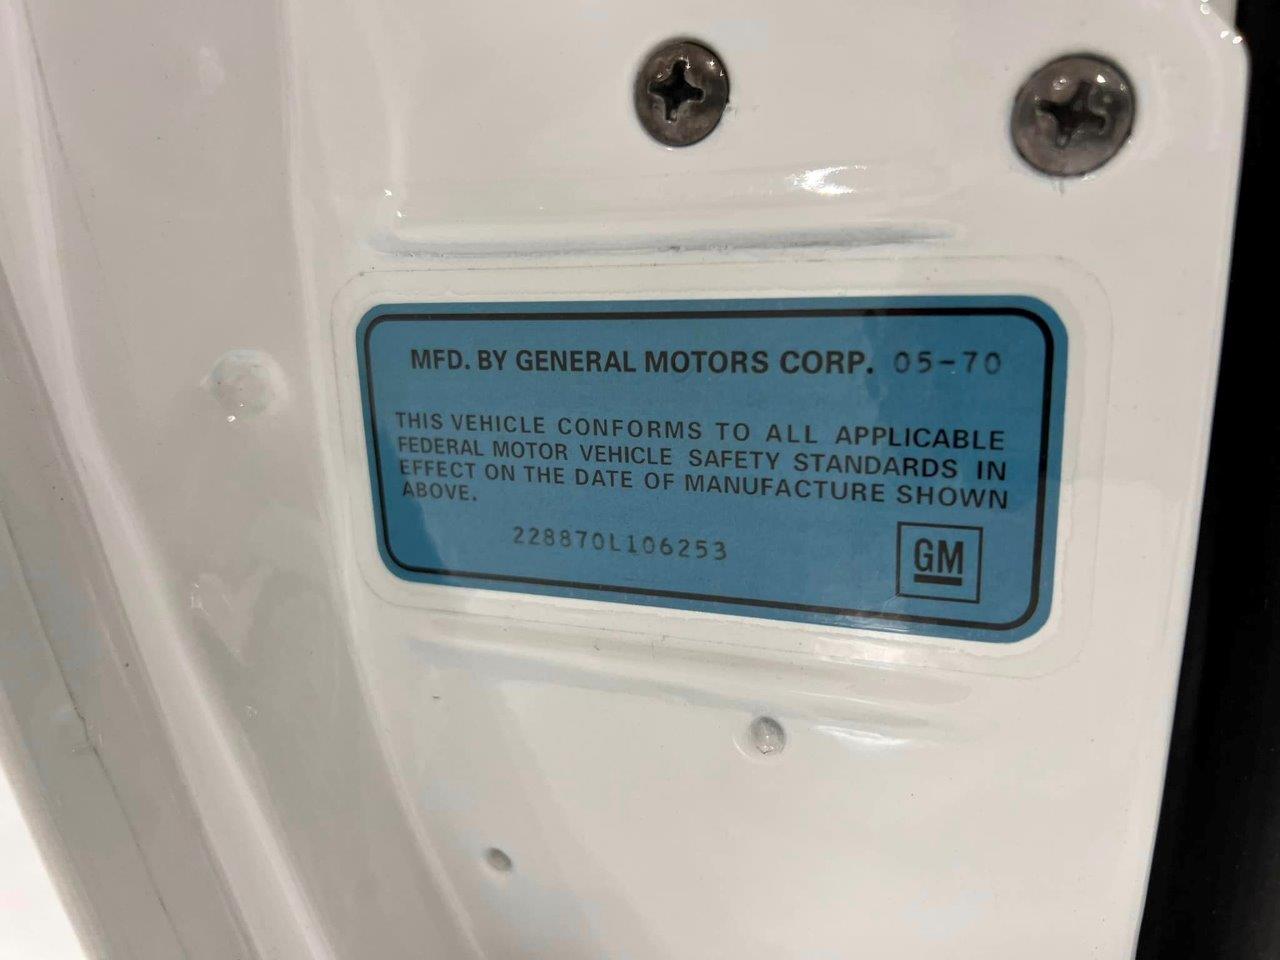 MFD. BY GENERAL MOTORS CORP. 05-70
THIS VEHICLE CONFORMS TO ALL APPLICABLE
FEDERAL MOTOR VEHICLE SAFETY STANDARDS IN
EFFECT ON THE DATE OF MANUFACTURE SHOWN
ABOVE.
228870L106253
GM